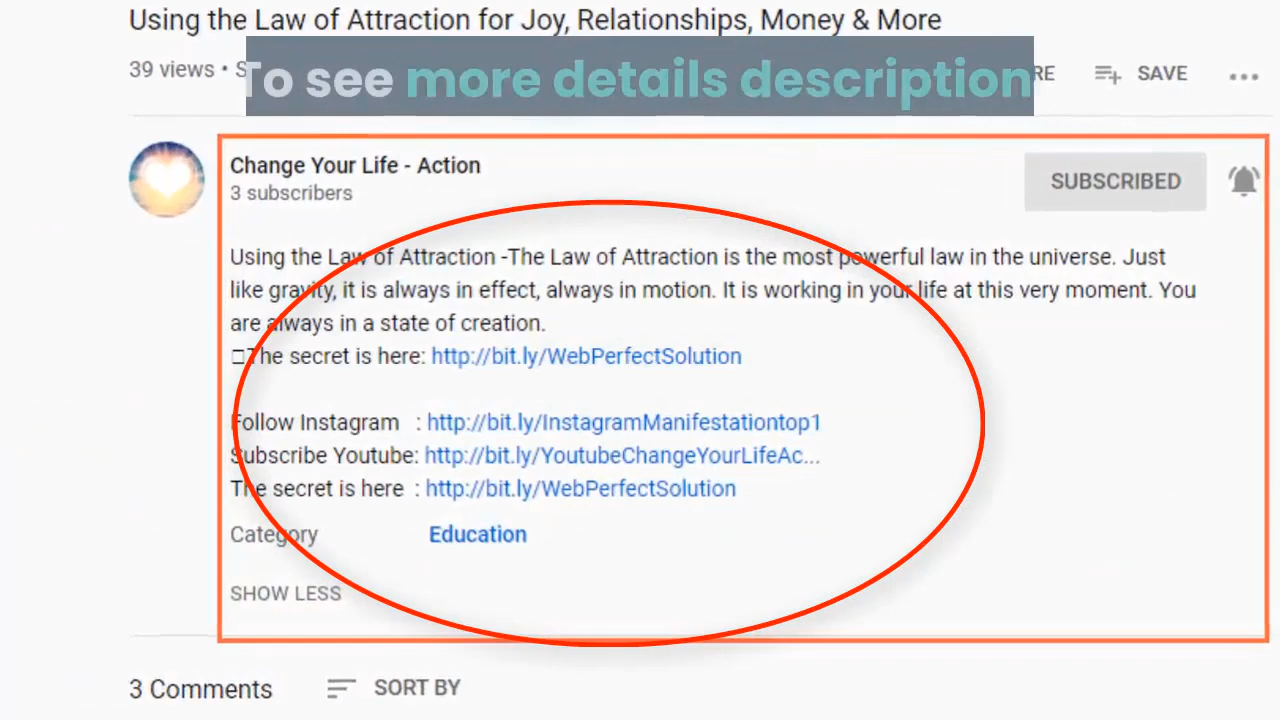 Using the Law of Attraction for Joy, Relationships, Money & More
To see more details description
39 views • S RE SAVE
Change Your Life - Action
3 subscribers
SUBSCRIBED
Using the Law of Attraction -The Law of Attraction is the most powerful law in the universe. Just
like gravity, it is always in effect, always in motion. It is working in your life at this very moment. You
are always in a state of creation.
The secret is here: http://bit.ly/WebPerfectSolution
Follow Instagram : http://bit.ly/InstagramManifestationtop1
Subscribe Youtube: http://bit.ly/YoutubeChangeYourLifeAc...
The secret is here : http://bit.ly/WebPerfectSolution
Category Education
SHOW LESS
3 Comments SORT BY